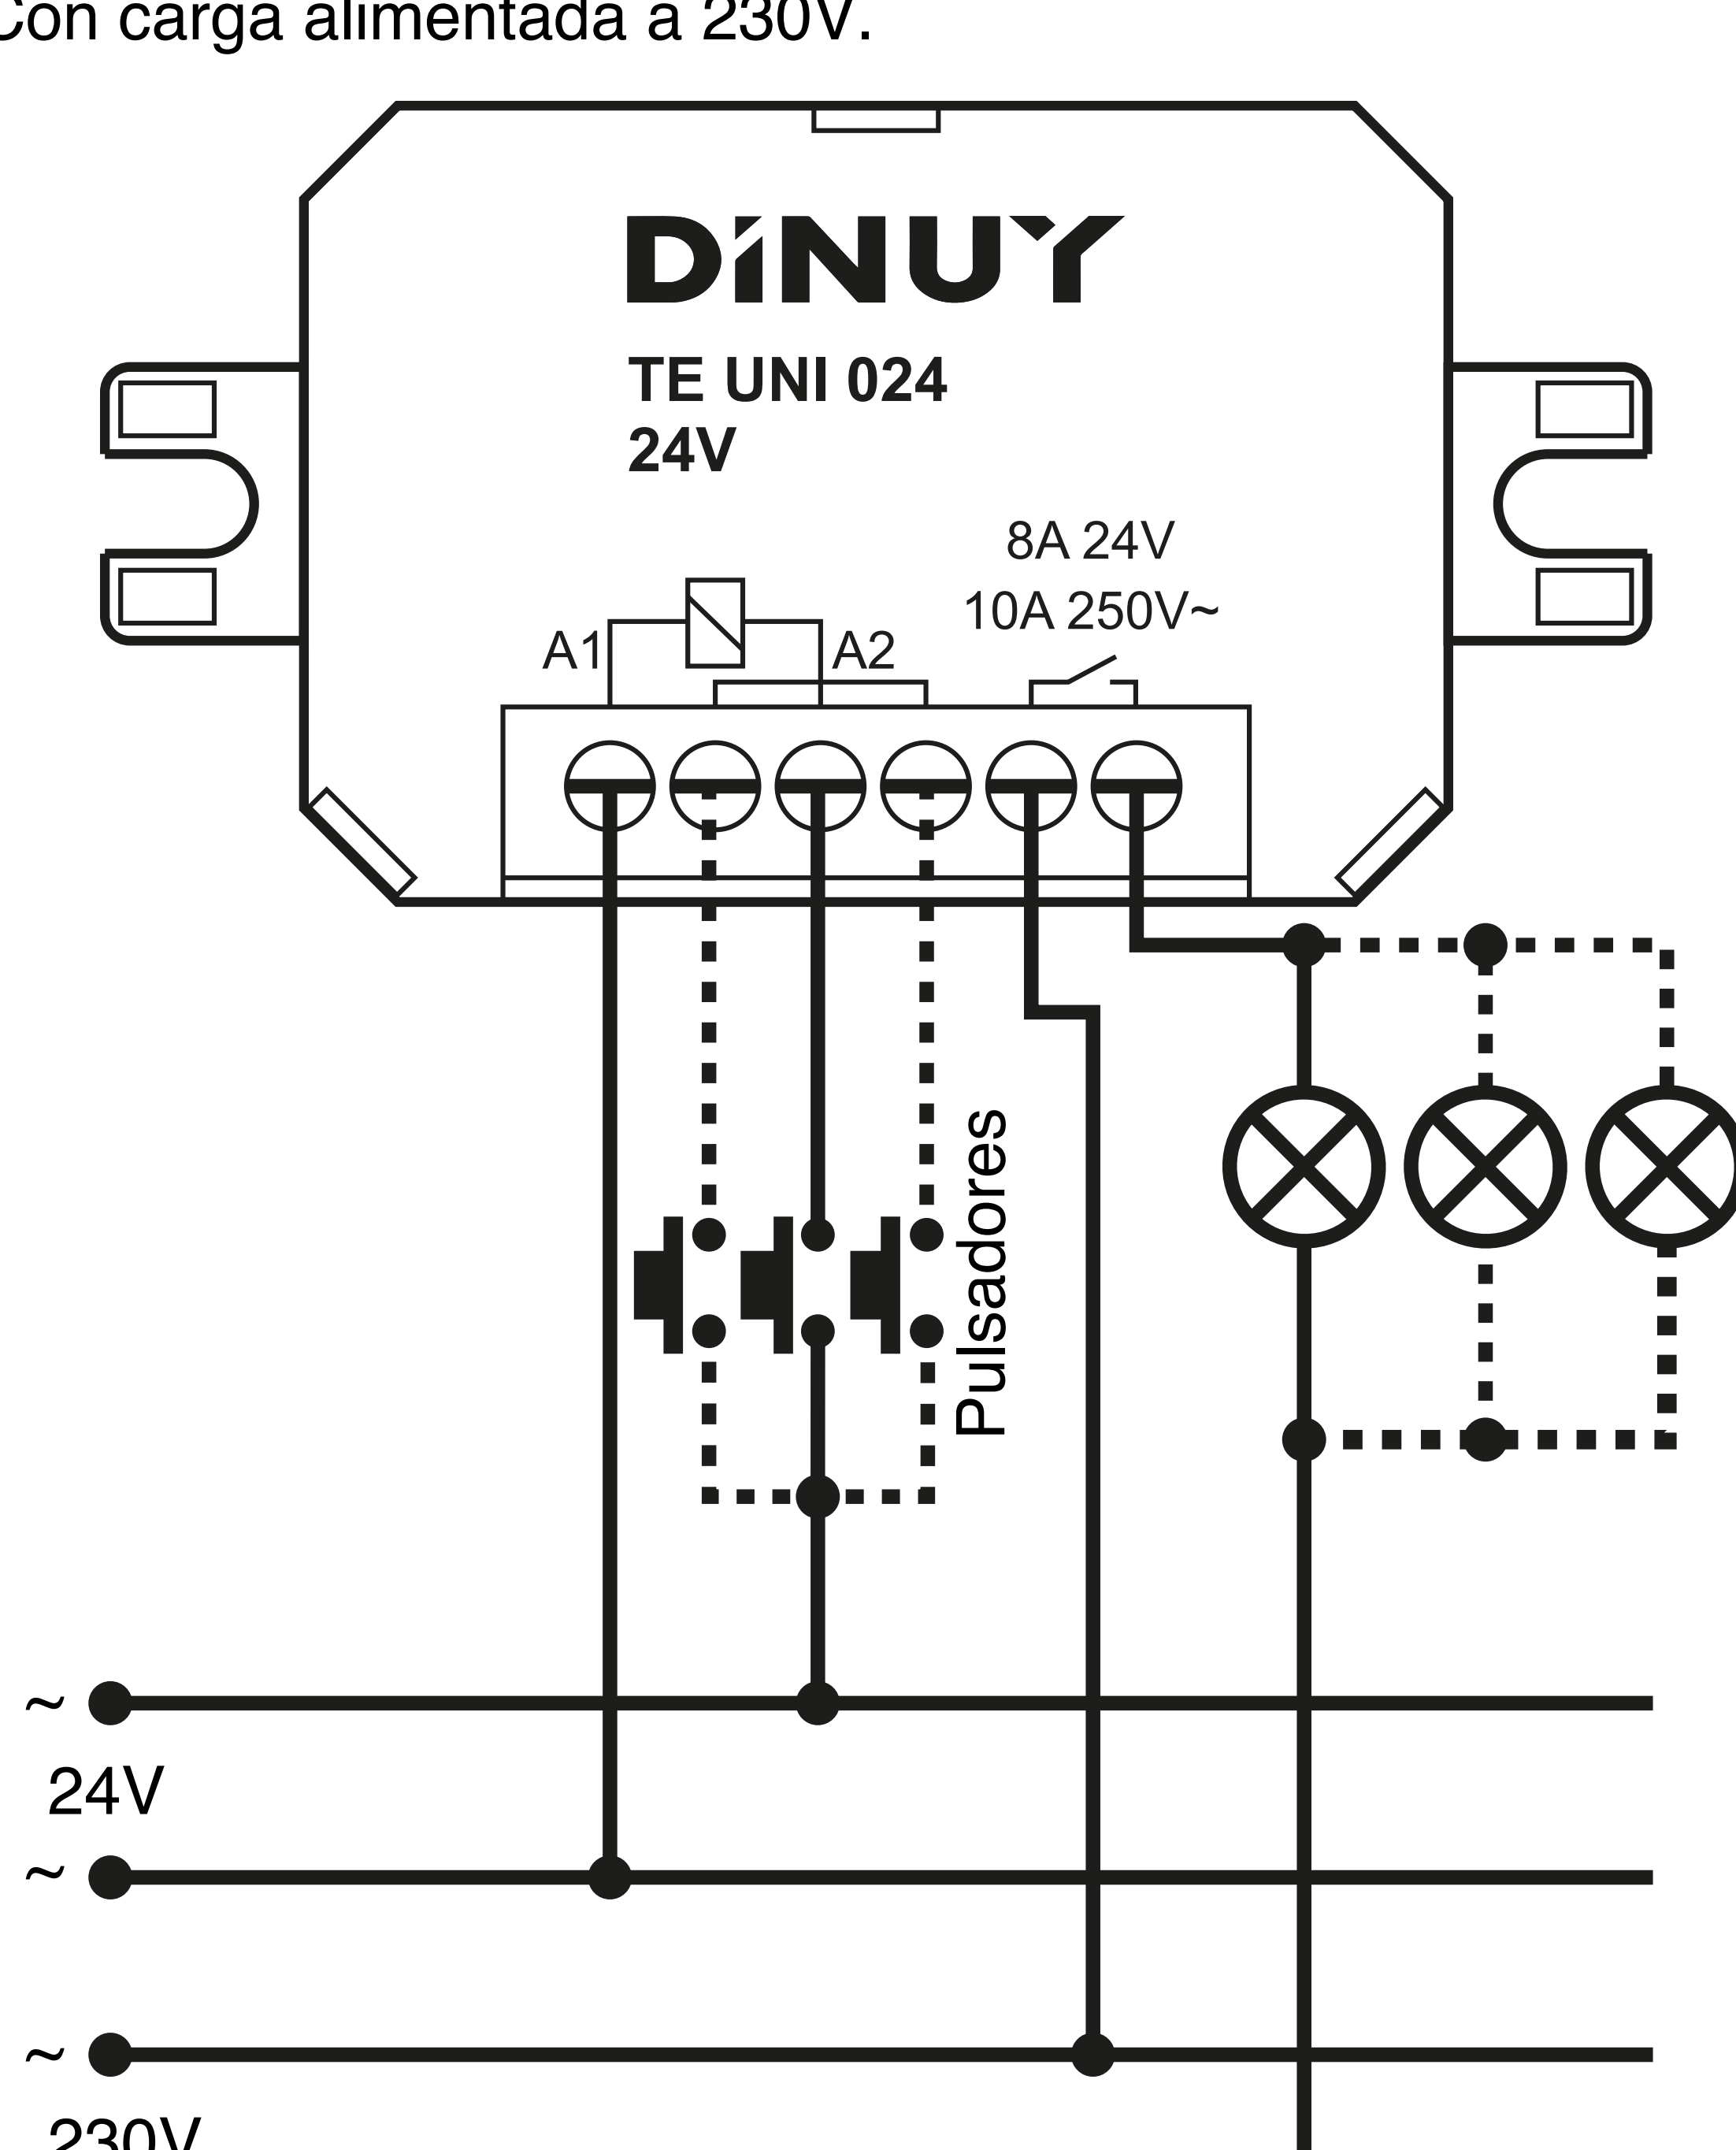 Con carga alimentada a 230V.
DiNUY
TE UNI 024
24V
8A 24V
10A 250V~
A1
A2
Pulsadores
~
24V
~
~
230V